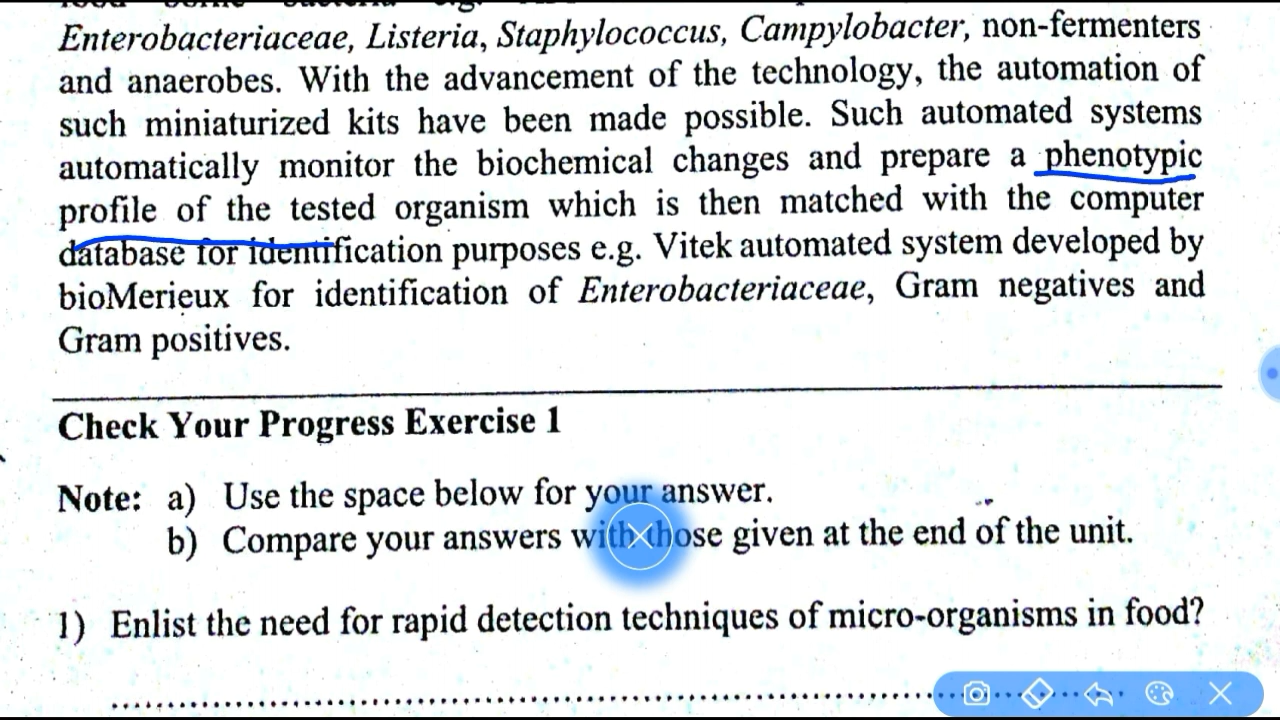 Enterobacteriaceae, Listeria, Staphylococcus, Campylobacter, non-fermenters
and anaerobes. With the advancement of the technology, the automation of
such miniaturized kits have been made possible. Such automated systems
automatically monitor the biochemical changes and prepare a phenotypic
profile of the tested organism which is then matched with the computer
database for identification purposes e.g. Vitek automated system developed by
bioMerieux for identification of Enterobacteriaceae, Gram negatives and
Gram positives.
Check Your Progress Exercise 1
Note: a) Use the space below for your answer.
b) Compare your answers with those given at the end of the unit.
1) Enlist the need for rapid detection techniques of micro-organisms in food?